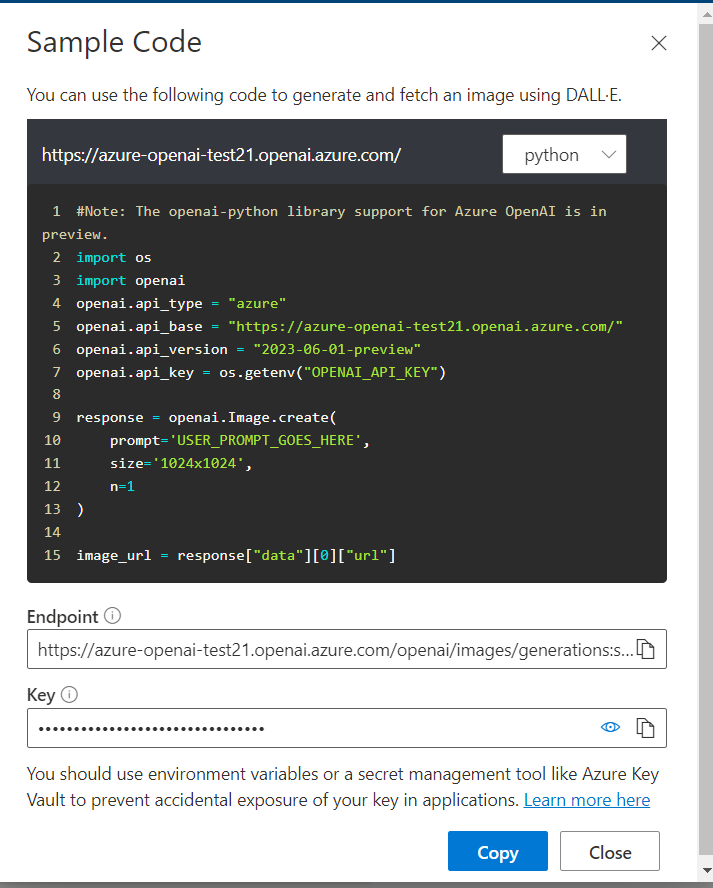 Sample Code
You can use the following code to generate and fetch an image using DALL·E.
https://azure-openai-test21.openai.azure.com/
python
1 #Note: The openai-python library support for Azure OpenAI is in
preview.
2 import os
3 import openai
4 openai.api_type = "azure"
5 openai.api_base = "https://azure-openai-test21.openai.azure.com/"
6 openai.api_version = "2023-06-01-preview"
7 openai.api_key = os.getenv("OPENAI_API_KEY")
8
9 response = openai.Image.create(
10     prompt='USER_PROMPT_GOES_HERE',
11     size='1024x1024',
12     n=1
13 )
14
15 image_url = response["data"][0]["url"]
Endpoint
https://azure-openai-test21.openai.azure.com/openai/images/generations:s...
Key
••••••••••••••••••••••••••••••••
You should use environment variables or a secret management tool like Azure Key
Vault to prevent accidental exposure of your key in applications. Learn more here
Copy
Close